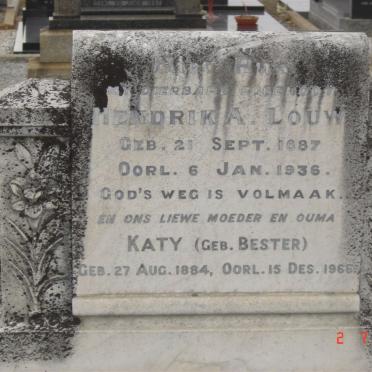 HENDRIK A. LOUW
GEB. 21 SEPT. 1887
OORL. 6 JAN. 1936.
GOD'S WEG IS VOLMAAK.
EN ONS LIEWE MOEDER EN OUMA
KATY (GEB. BESTER)
GEB. 27 AUG. 1884, OORL. 15 DES.
2 7